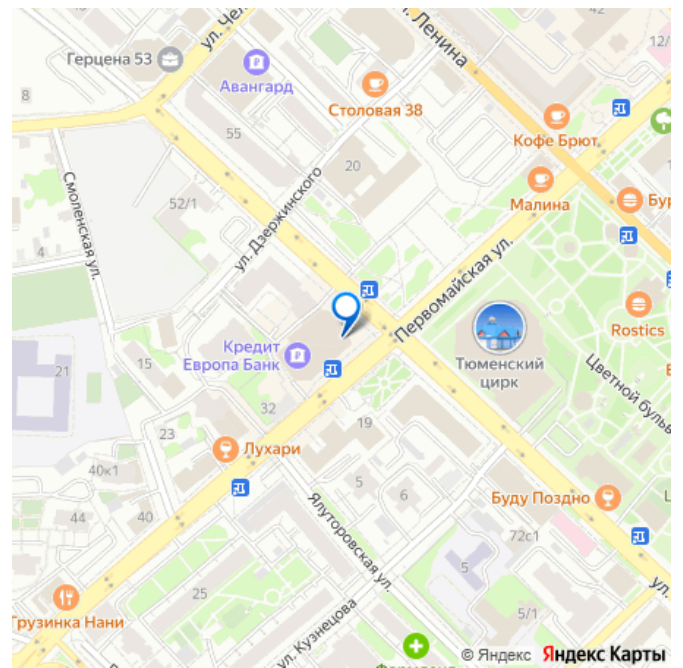 Герцена 53
ул. Чел
Авангард
Столовая 38
Ленина
42
12/
Кофе Брют
8
55
20
Малина
Бур
Смоленская ул.
52/1
ул. Дзержинского
4
Первомайская ул.
Rostics
Кредит
Европа Банк
Тюменский
цирк
Цветной бульв
21
15
32
23
Лухари
19
40к1
5
6
Буду Поздно
44
40
Ялуторовская ул.
72с1
5
25
ул.
5/1
Грузинка Нани
ул. Кузнецова
© Яндекс Яндекс Карты